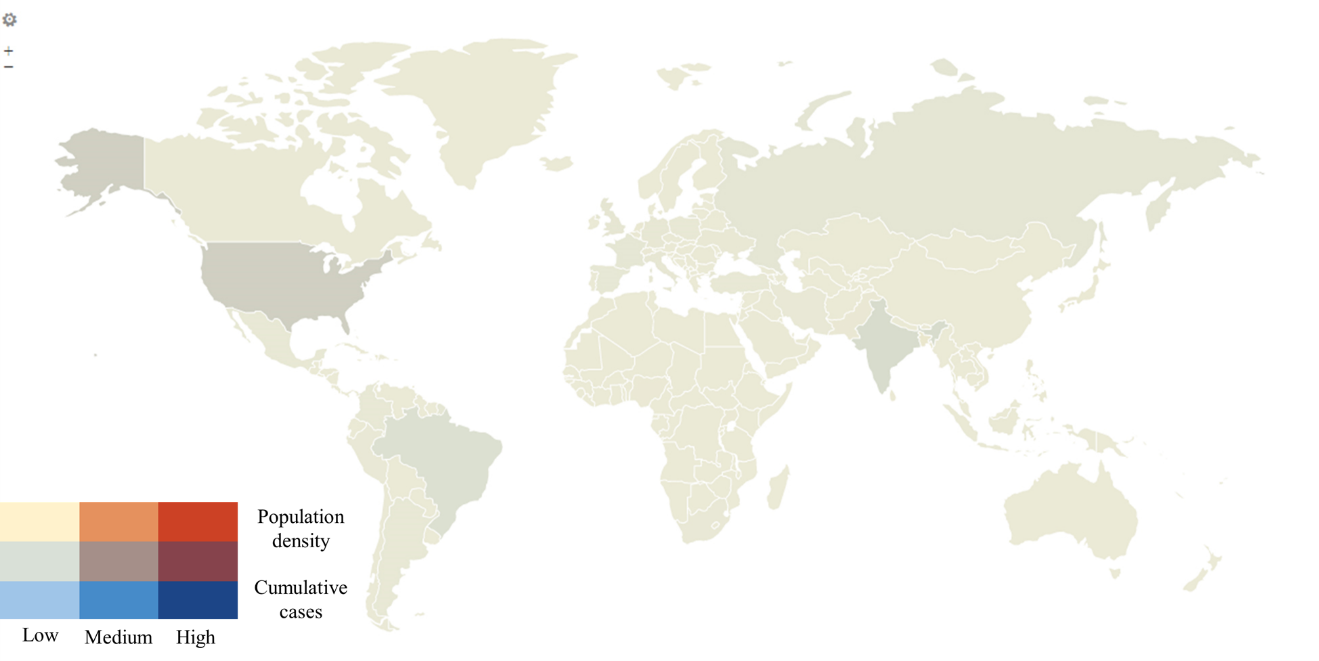 +
−
Population
density
Cumulative
cases
Low Medium High